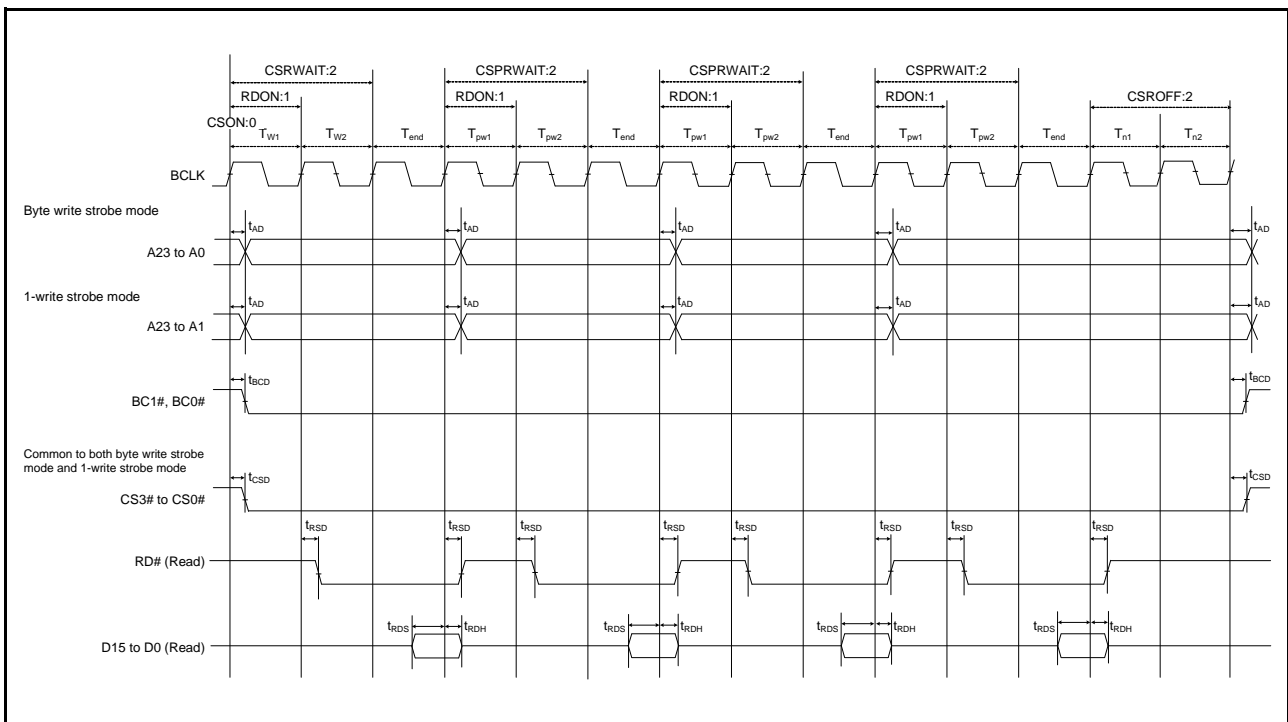 CSRWAIT:2 CSPRWAIT:2 CSPRWAIT:2 CSPRWAIT:2
RDON:1 RDON:1 RDON:1 RDON:1 CSROFF:2
CSON:0
TW1 TW2 Tend Tpw1 Tpw2 Tend Tpw1 Tpw2 Tend Tpw1 Tpw2 Tend Tn1 Tn2
BCLK
Byte write strobe mode
tAD tAD tAD tAD tAD
A23 to A0
1-write strobe mode
tAD tAD tAD tAD tAD
A23 to A1
tBCD tBCD
BC1#, BC0#
Common to both byte write strobe
mode and 1-write strobe mode
tCSD tCSD
CS3# to CS0#
tRSD tRSD tRSD tRSD tRSD tRSD tRSD tRSD
RD# (Read)
tRDS tRDH tRDS tRDH tRDS tRDH tRDS tRDH
D15 to D0 (Read)